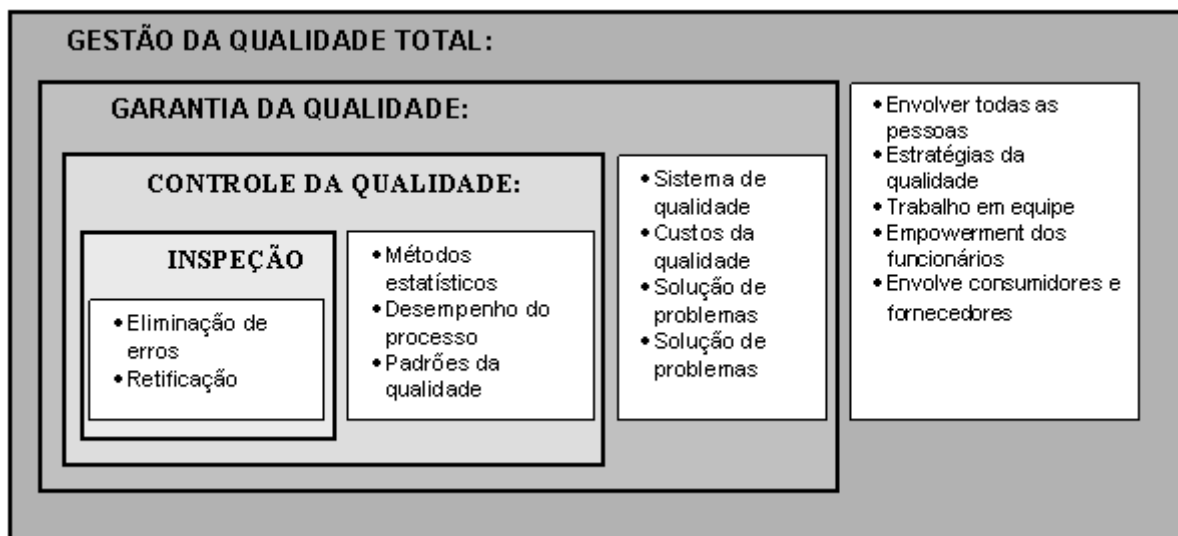 GESTÃO DA QUALIDADE TOTAL:
GARANTIA DA QUALIDADE:
CONTROLE DA QUALIDADE:
INSPEÇÃO
• Eliminação de
erros
• Retificação
• Métodos
estatísticos
• Desempenho do
processo
• Padrões da
qualidade
• Sistema de
qualidade
• Custos da
qualidade
• Solução de
problemas
• Solução de
problemas
• Envolver todas as
pessoas
• Estratégias da
qualidade
• Trabalho em equipe
• Empowerment dos
funcionários
• Envolve consumidores e
fornecedores